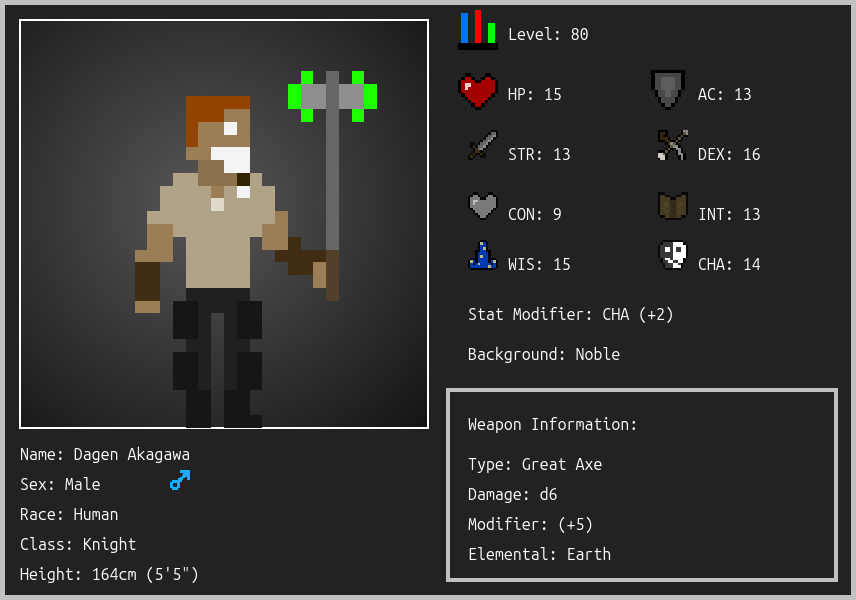 Level: 80
HP: 15
AC: 13
STR: 13
DEX: 16
CON: 9
INT: 13
WIS: 15
CHA: 14
Stat Modifier: CHA (+2)
Background: Noble
Weapon Information:
Type: Great Axe
Damage: d6
Modifier: (+5)
Elemental: Earth
Name: Dagen Akagawa
Sex: Male
Race: Human
Class: Knight
Height: 164cm (5'5")